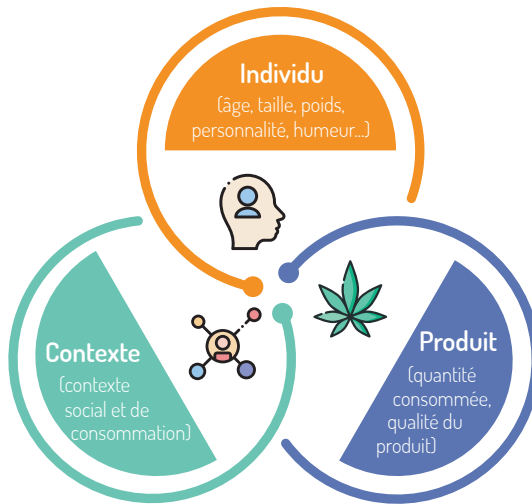 Individu
(âge, taille, poids,
personnalité, humeur...)
Contexte
(contexte
social et de
consommation)
Produit
(quantité
consommée,
qualité du
produit)